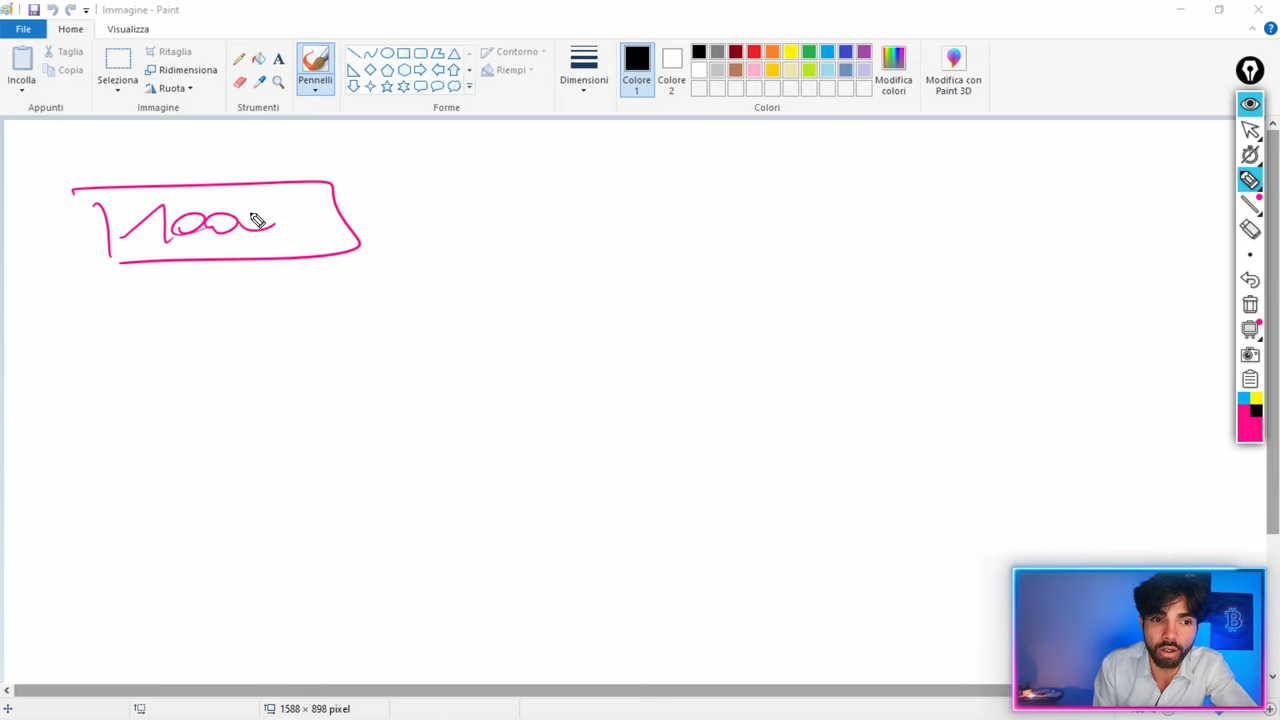 Immagine - Paint
File Home Visualizza
Incolla
Taglia
Copia
Appunti
Seleziona
Ritaglia
Ridimensiona
Ruota
Immagine
Strumenti
Pennelli
Contorno
Riempi
Forme
Dimensioni
Colore 1
Colore 2
Colori
Modifica colori
Modifica con Paint 3D
1000
1588 × 898 pixel